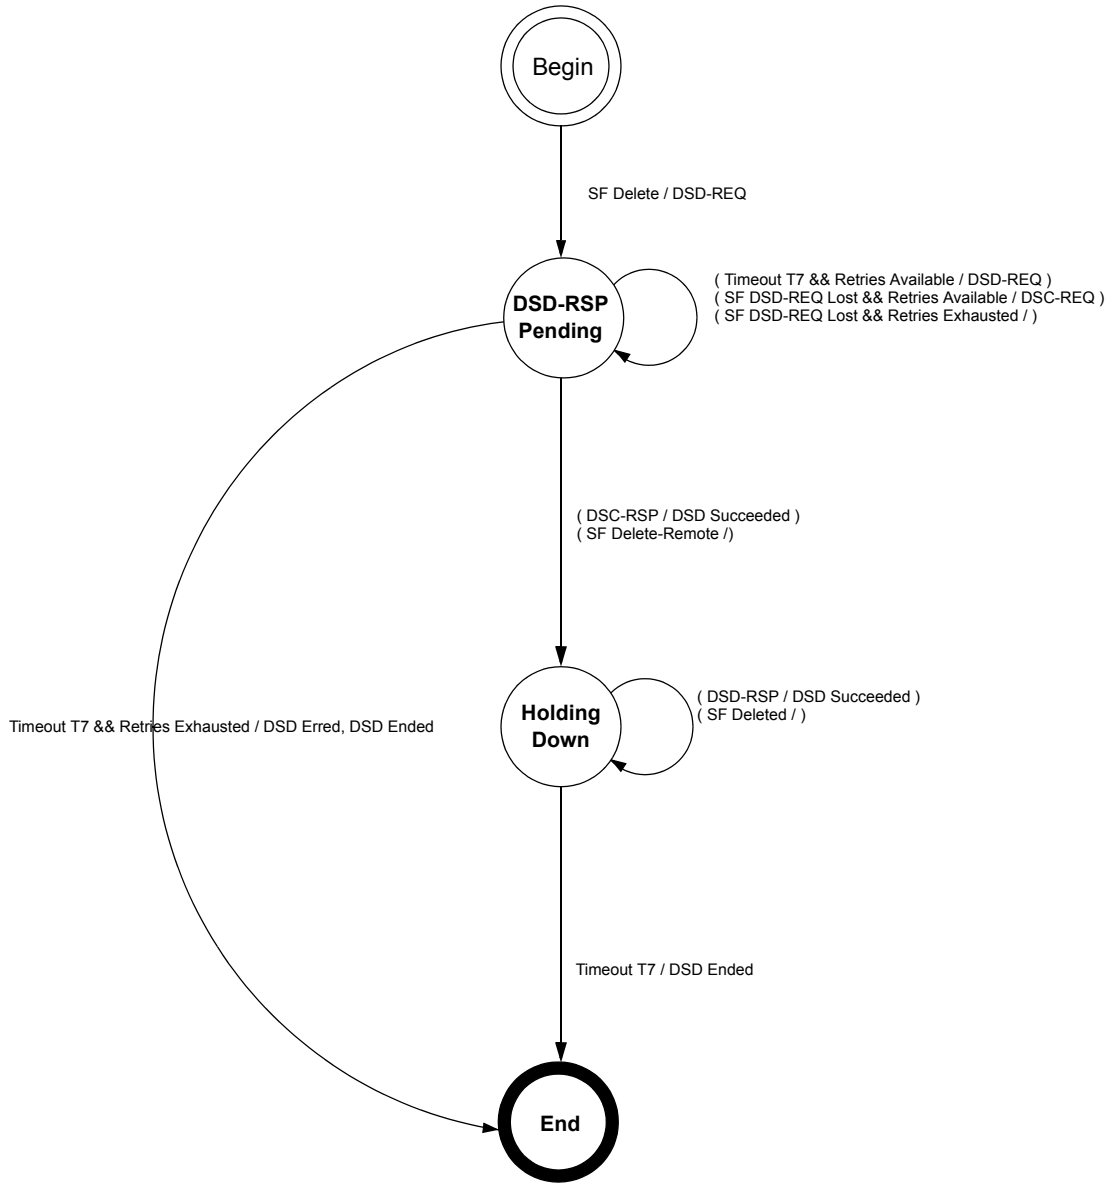 Begin
SF Delete / DSD-REQ
DSD-RSP
Pending
( Timeout T7 && Retries Available / DSD-REQ )
( SF DSD-REQ Lost && Retries Available / DSC-REQ )
( SF DSD-REQ Lost && Retries Exhausted / )
( DSC-RSP / DSD Succeeded )
( SF Delete-Remote /)
Holding
Down
( DSD-RSP / DSD Succeeded )
( SF Deleted / )
Timeout T7 && Retries Exhausted / DSD Erred, DSD Ended
Timeout T7 / DSD Ended
End